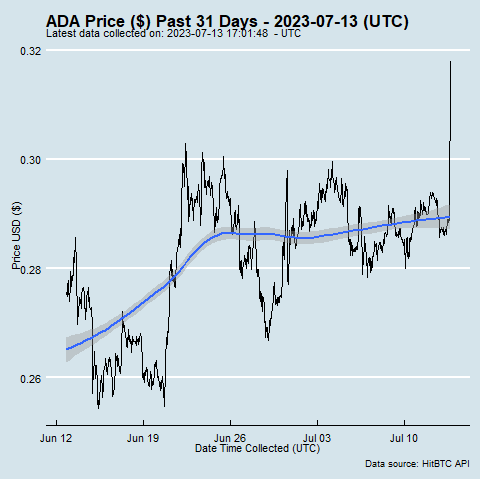 ADA Price ($) Past 31 Days - 2023-07-13 (UTC)
Latest data collected on: 2023-07-13 17:01:48 - UTC
0.32
0.30
0.28
0.26
Price USD ($)
Jun 12 Jun 19 Jun 26 Jul 03 Jul 10
Date Time Collected (UTC)
Data source: HitBTC API